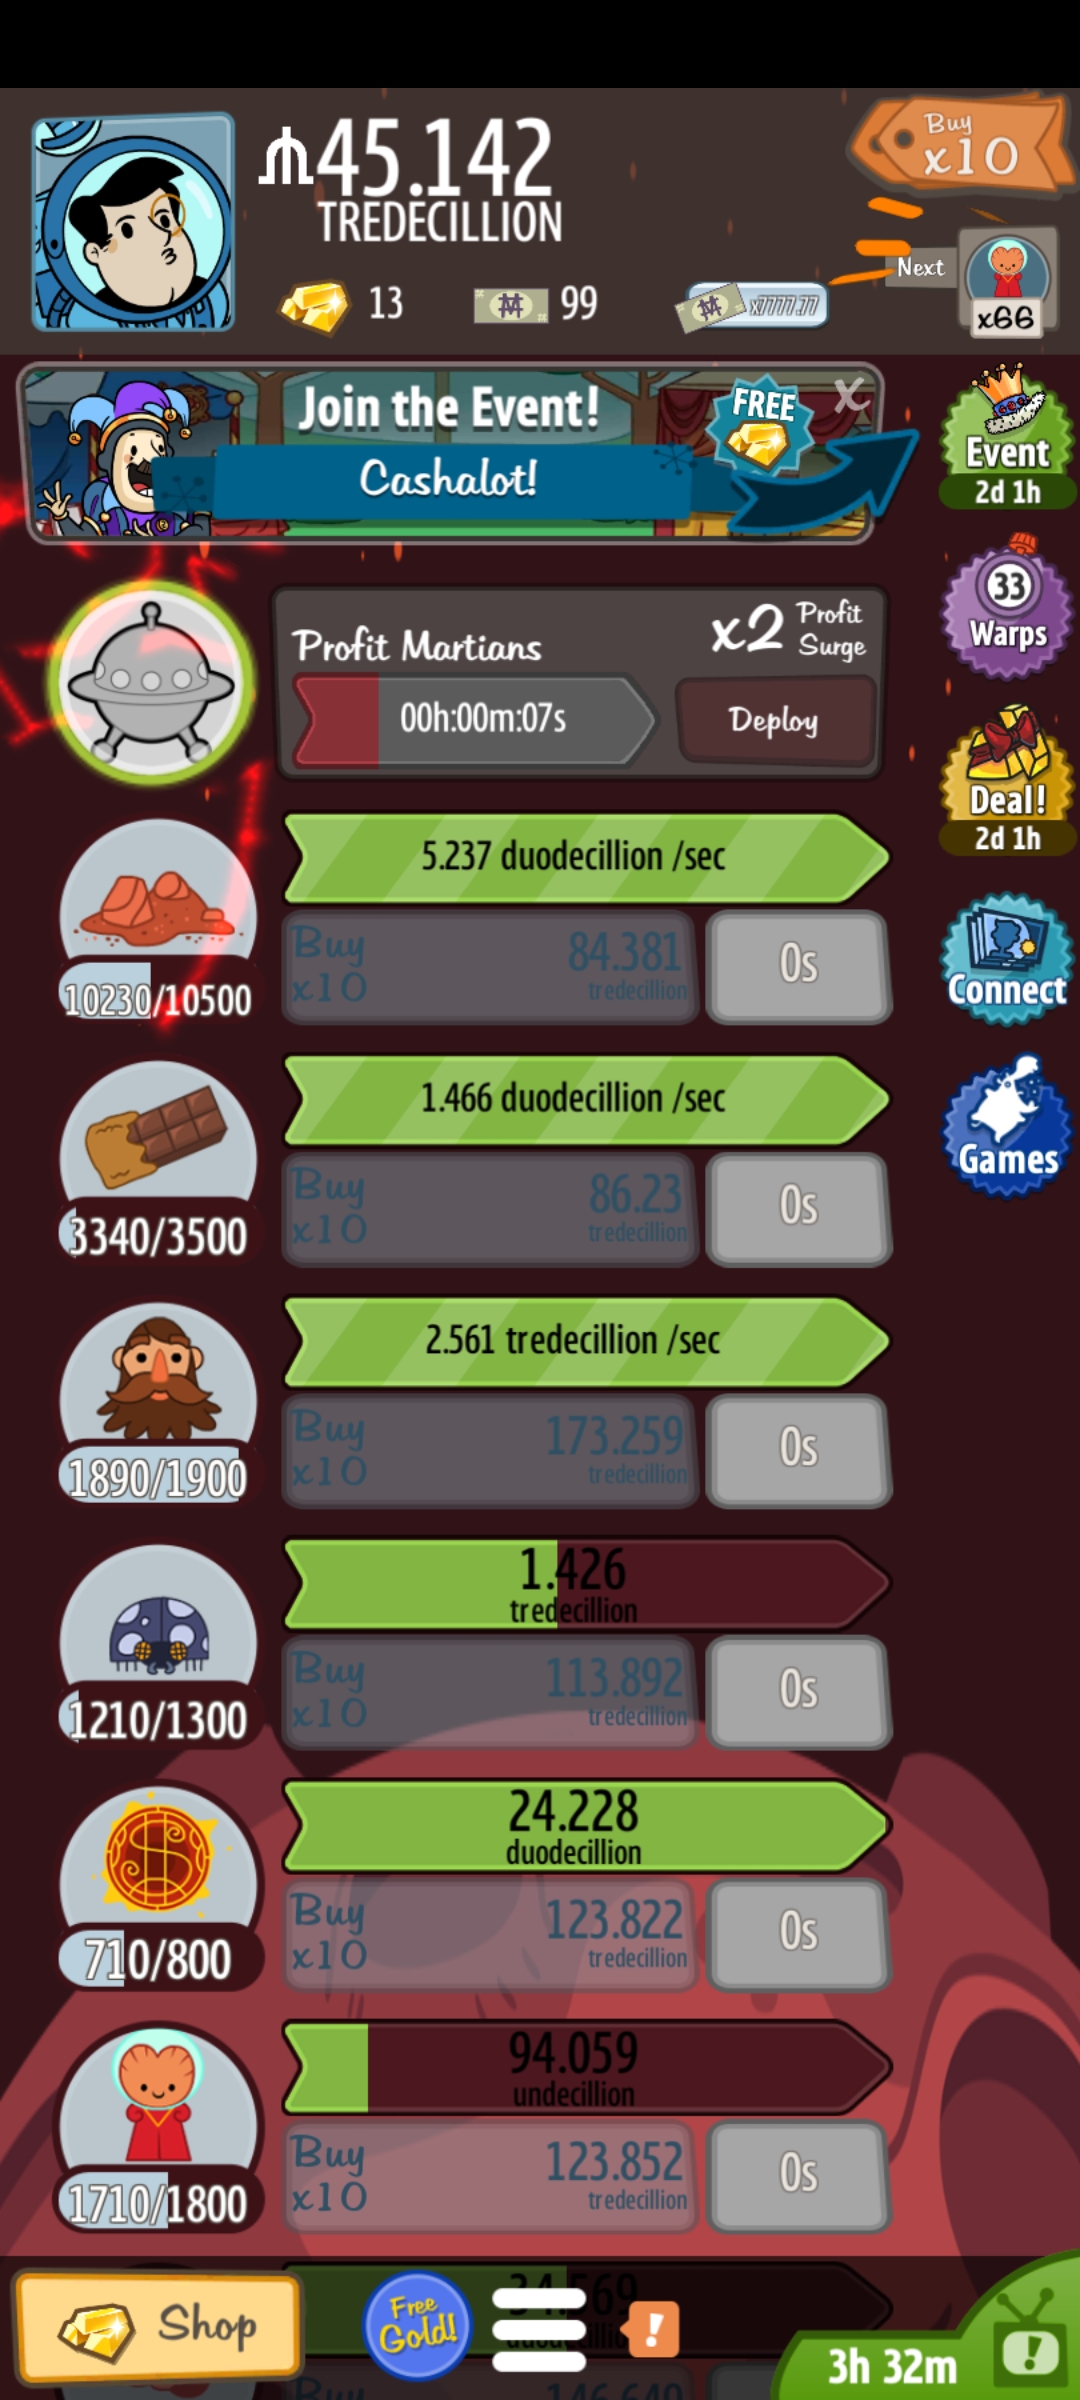 45.142
TREDECILLION
13
99
x7777.77
Buy
x10
Next
x66
Join the Event!
Cashalot!
FREE
X
Event
2d 1h
33
Warps
Deal!
2d 1h
Connect
Games
Profit Martians
x2 Profit Surge
00h:00m:07s
Deploy
5.237 duodecillion /sec
10230/10500
Buy x10
84.381
tredecillion
0s
1.466 duodecillion /sec
3340/3500
Buy x10
86.23
tredecillion
0s
2.561 tredecillion /sec
1890/1900
Buy x10
173.259
tredecillion
0s
1.426
tredecillion
1210/1300
Buy x10
113.892
tredecillion
0s
24.228
duodecillion
710/800
Buy x10
123.822
tredecillion
0s
94.059
undecillion
1710/1800
Buy x10
123.852
tredecillion
0s
Shop
Free Gold!
!
3h 32m
!
Buy
146.640